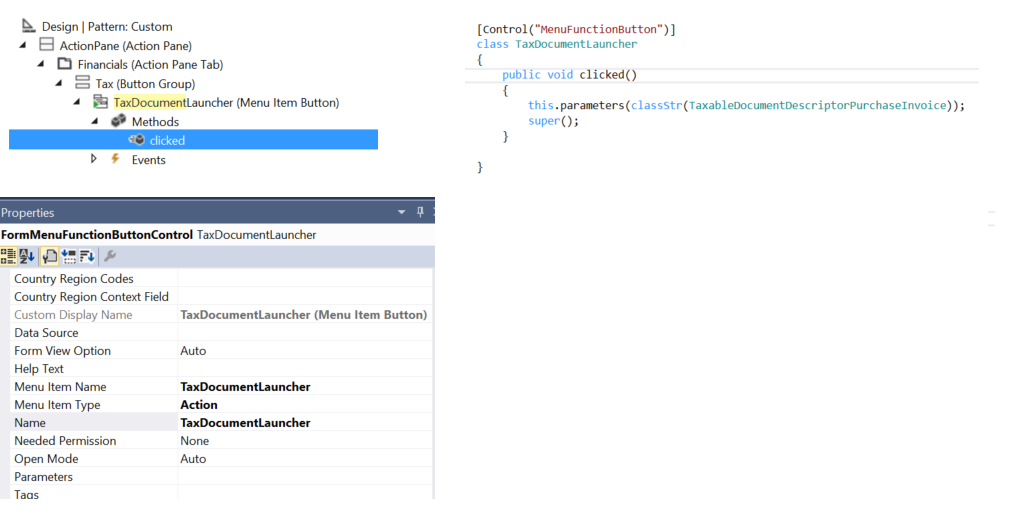 Design | Pattern: Custom
ActionPane (Action Pane)
Financials (Action Pane Tab)
Tax (Button Group)
TaxDocumentLauncher (Menu Item Button)
Methods
clicked
Events
[Control("MenuFunctionButton")]
class TaxDocumentLauncher
{
public void clicked()
{
this.parameters(classStr(TaxableDocumentDescriptorPurchaseInvoice));
super();
}
}
Properties
FormMenuFunctionButtonControl TaxDocumentLauncher
Country Region Codes
Country Region Context Field
Custom Display Name TaxDocumentLauncher (Menu Item Button)
Data Source
Form View Option Auto
Help Text
Menu Item Name TaxDocumentLauncher
Menu Item Type Action
Name TaxDocumentLauncher
Needed Permission None
Open Mode Auto
Parameters
Tags